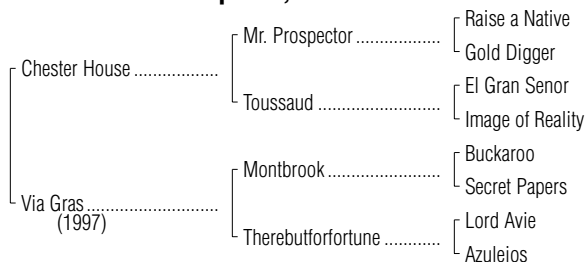 Raise a Native
Mr. Prospector ..................
Gold Digger
Chester House ..................
El Gran Senor
Toussaud ..........................
Image of Reality
Buckaroo
Montbrook ........................
Secret Papers
Via Gras ............................
(1997)
Lord Avie
Therebutforfortune ............
Azulejos